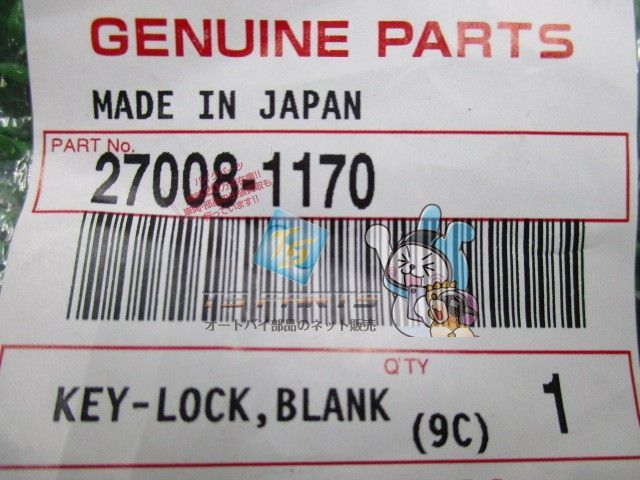 GENUINE PARTS
MADE IN JAPAN
PART No.
27008-1170
オートバイ部品のネット販売
Q'TY
KEY-LOCK,BLANK (9C) 1